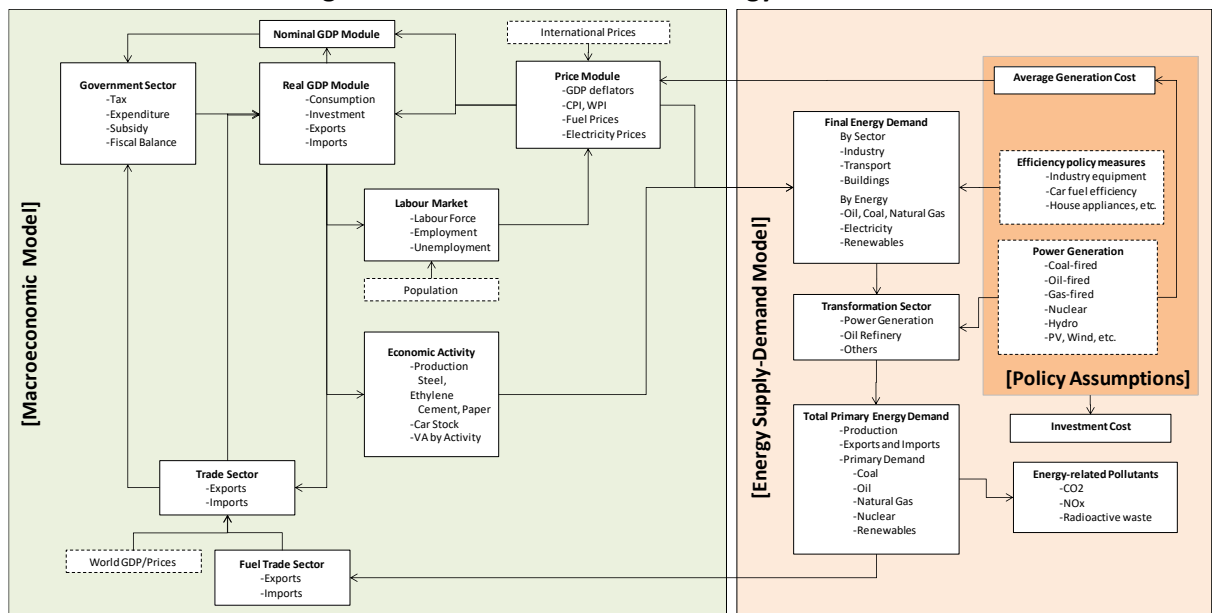 Nominal GDP Module
International Prices
Government Sector
-Tax
-Expenditure
-Subsidy
-Fiscal Balance
Real GDP Module
-Consumption
-Investment
-Exports
-Imports
Price Module
-GDP deflators
-CPI, WPI
-Fuel Prices
-Electricity Prices
Labour Market
-Labour Force
-Employment
-Unemployment
Population
[Macroeconomic Model]
Economic Activity
-Production
Steel,
Ethylene
Cement, Paper
-Car Stock
-VA by Activity
Trade Sector
-Exports
-Imports
World GDP/Prices
Fuel Trade Sector
-Exports
-Imports
[Energy Supply-Demand Model]
Final Energy Demand
By Sector
-Industry
-Transport
-Buildings
By Energy
-Oil, Coal, Natural Gas
-Electricity
-Renewables
Transformation Sector
-Power Generation
-Oil Refinery
-Others
Total Primary Energy Demand
-Production
-Exports and Imports
-Primary Demand
-Coal
-Oil
-Natural Gas
-Nuclear
-Renewables
Average Generation Cost
Efficiency policy measures
-Industry equipment
-Car fuel efficiency
-House appliances, etc.
Power Generation
-Coal-fired
-Oil-fired
-Gas-fired
-Nuclear
-Hydro
-PV, Wind, etc.
[Policy Assumptions]
Investment Cost
Energy-related Pollutants
-CO2
-NOx
-Radioactive waste